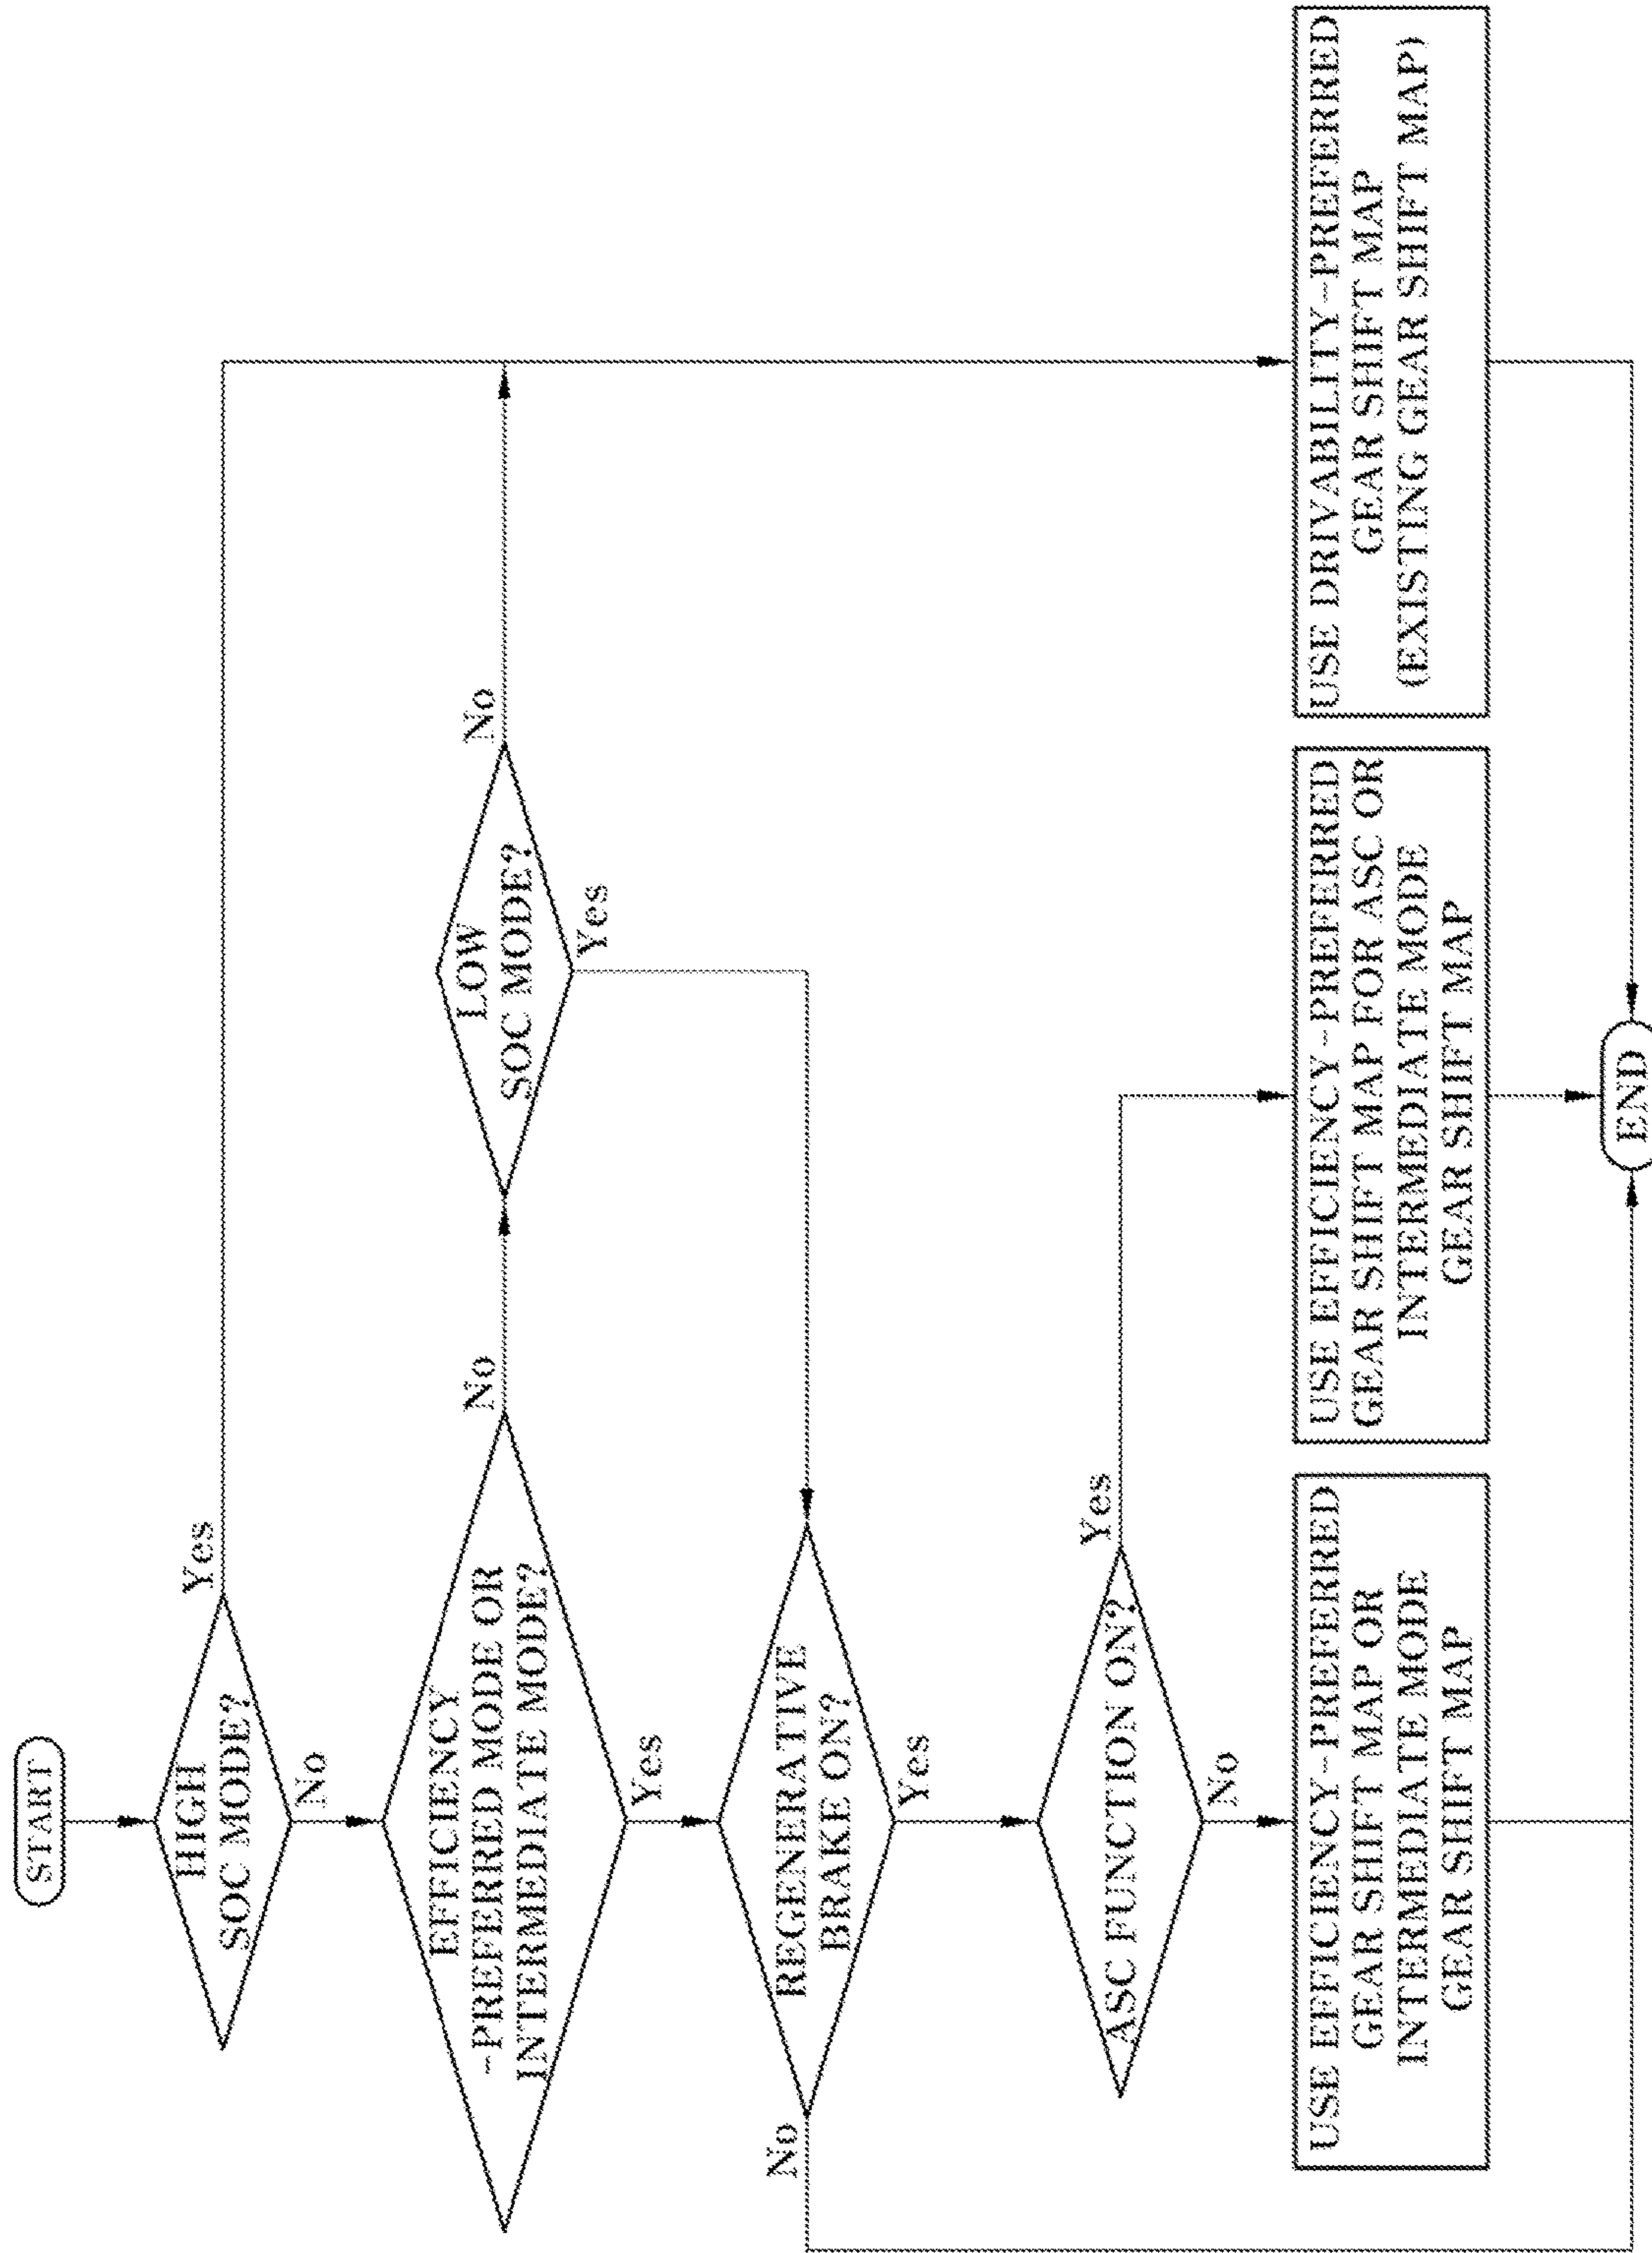 START
HIGH
SOC MODE?
Yes
No
EFFICIENCY
-PREFERRED MODE OR
INTERMEDIATE MODE?
No
Yes
LOW
SOC MODE?
No
Yes
REGENERATIVE
BRAKE ON?
No
Yes
ASC FUNCTION ON?
Yes
No
USE EFFICIENCY-PREFERRED
GEAR SHIFT MAP OR
INTERMEDIATE MODE
GEAR SHIFT MAP
USE EFFICIENCY-PREFERRED
GEAR SHIFT MAP FOR ASC OR
INTERMEDIATE MODE
GEAR SHIFT MAP
USE DRIVABILITY-PREFERRED
GEAR SHIFT MAP
(EXISTING GEAR SHIFT MAP)
END